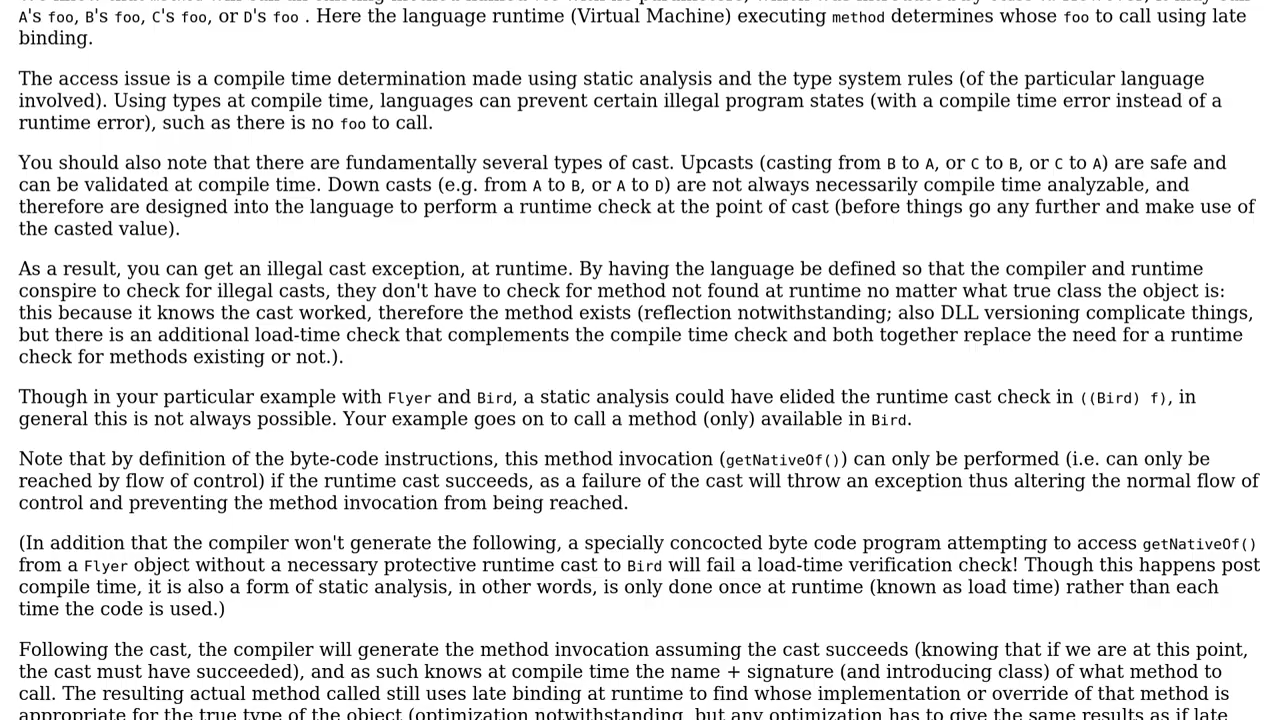 A's foo, B's foo, C's foo, or D's foo . Here the language runtime (Virtual Machine) executing method determines whose foo to call using late
binding.
The access issue is a compile time determination made using static analysis and the type system rules (of the particular language
involved). Using types at compile time, languages can prevent certain illegal program states (with a compile time error instead of a
runtime error), such as there is no foo to call.
You should also note that there are fundamentally several types of cast. Upcasts (casting from B to A, or C to B, or C to A) are safe and
can be validated at compile time. Down casts (e.g. from A to B, or A to D) are not always necessarily compile time analyzable, and
therefore are designed into the language to perform a runtime check at the point of cast (before things go any further and make use of
the casted value).
As a result, you can get an illegal cast exception, at runtime. By having the language be defined so that the compiler and runtime
conspire to check for illegal casts, they don't have to check for method not found at runtime no matter what true class the object is:
this because it knows the cast worked, therefore the method exists (reflection notwithstanding; also DLL versioning complicate things,
but there is an additional load-time check that complements the compile time check and both together replace the need for a runtime
check for methods existing or not.).
Though in your particular example with Flyer and Bird, a static analysis could have elided the runtime cast check in ((Bird) f), in
general this is not always possible. Your example goes on to call a method (only) available in Bird.
Note that by definition of the byte-code instructions, this method invocation (getNativeOf()) can only be performed (i.e. can only be
reached by flow of control) if the runtime cast succeeds, as a failure of the cast will throw an exception thus altering the normal flow of
control and preventing the method invocation from being reached.
(In addition that the compiler won't generate the following, a specially concocted byte code program attempting to access getNativeOf()
from a Flyer object without a necessary protective runtime cast to Bird will fail a load-time verification check! Though this happens post
compile time, it is also a form of static analysis, in other words, is only done once at runtime (known as load time) rather than each
time the code is used.)
Following the cast, the compiler will generate the method invocation assuming the cast succeeds (knowing that if we are at this point,
the cast must have succeeded), and as such knows at compile time the name + signature (and introducing class) of what method to
call. The resulting actual method called still uses late binding at runtime to find whose implementation or override of that method is
appropriate for the true type of the object (optimization notwithstanding, but any optimization has to give the same results as if late